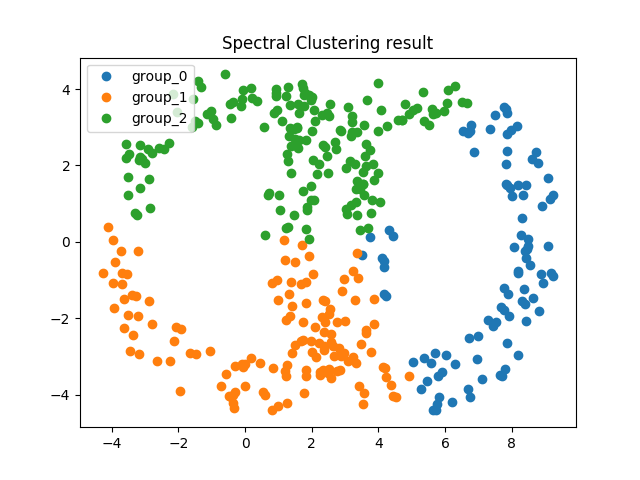 Spectral Clustering result
group_0
group_1
group_2
4
2
0
−2
−4
−4 −2 0 2 4 6 8